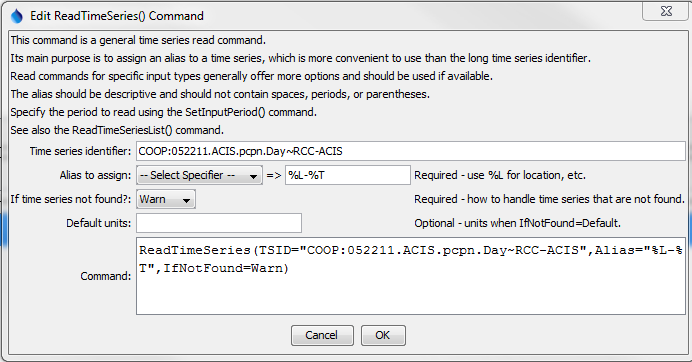 Edit ReadTimeSeries() Command
This command is a general time series read command.
Its main purpose is to assign an alias to a time series, which is more convenient to use than the long time series identifier.
Read commands for specific input types generally offer more options and should be used if available.
The alias should be descriptive and should not contain spaces, periods, or parentheses.
Specify the period to read using the SetInputPeriod() command.
See also the ReadTimeSeriesList() command.
Time series identifier: COOP:052211.ACIS.pcpn.Day~RCC-ACIS
Alias to assign: -- Select Specifier -- => %L-%T Required - use %L for location, etc.
If time series not found?: Warn Required - how to handle time series that are not found.
Default units: Optional - units when IfNotFound=Default.
Command: ReadTimeSeries(TSID="COOP:052211.ACIS.pcpn.Day~RCC-ACIS",Alias="%L-%
T",IfNotFound=Warn)
Cancel OK